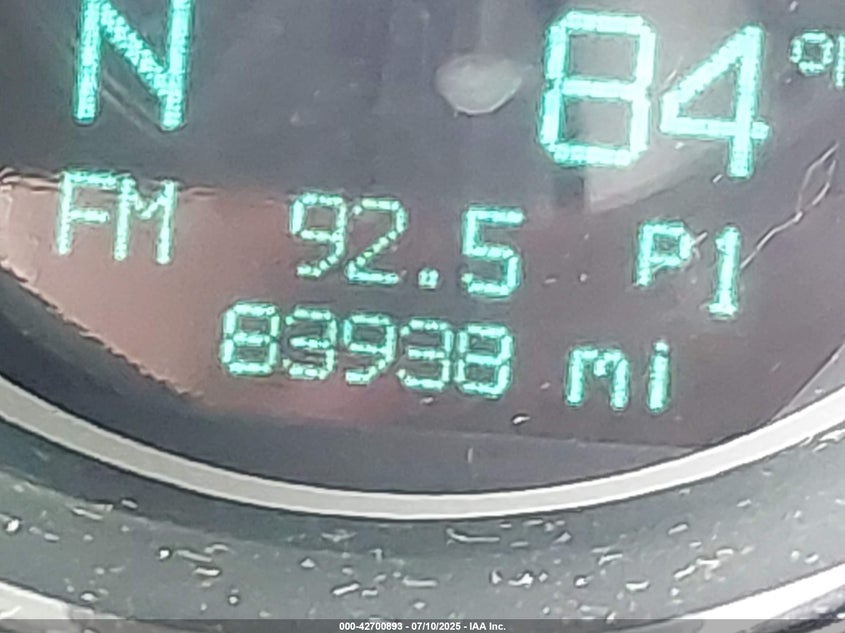 N 84 °
FM 92.5 P1
83938 mi
000-42700893 - 07/10/2025 - IAA Inc.